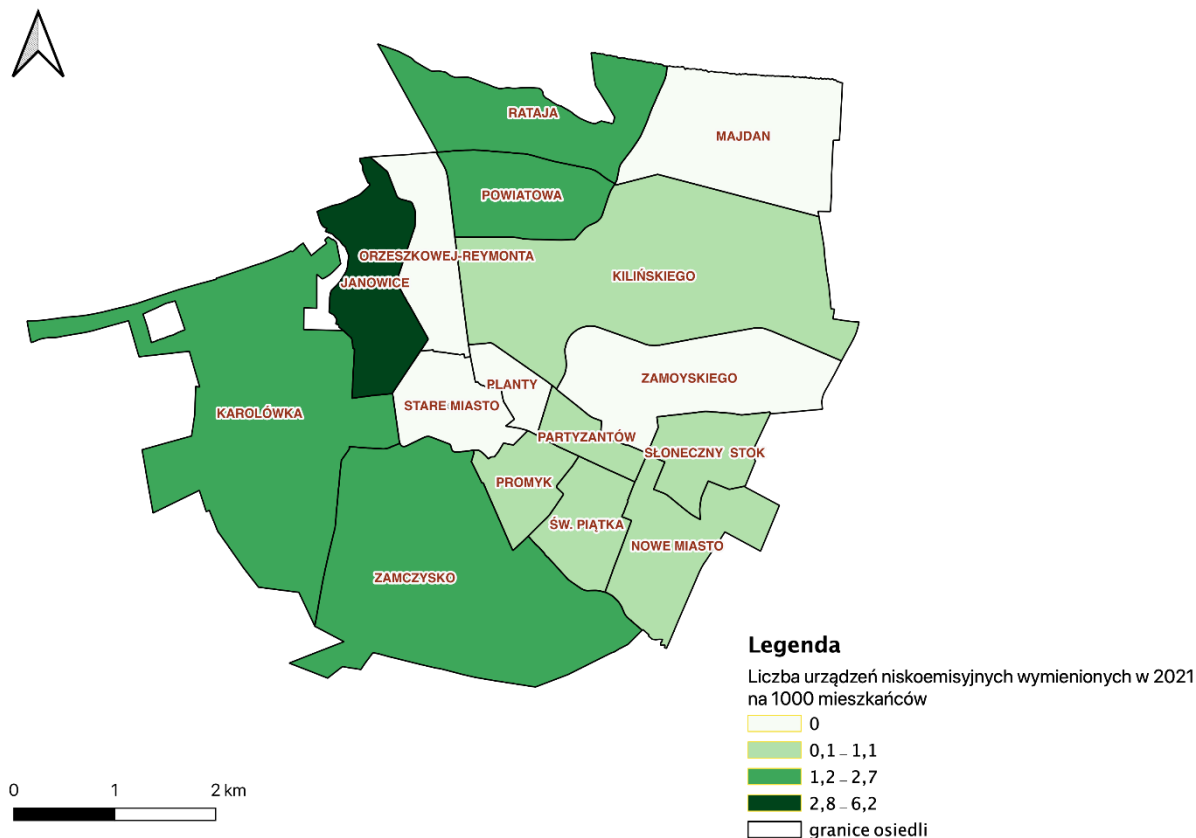 RATAJA
MAJDAN
POWIATOWA
ORZESZKOWEJ-REYMONTA
KILIŃSKIEGO
JANOWICE
ZAMOYSKIEGO
PLANTY
STARE MIASTO
KAROLÓWKA
PARTYZANTÓW
SŁONECZNY STOK
PROMYK
ŚW. PIĄTKA
NOWE MIASTO
ZAMCZYSKO
Legenda
Liczba urządzeń niskoemisyjnych wymienionych w 2021
na 1000 mieszkańców
0
0,1 – 1,1
1,2 – 2,7
2,8 – 6,2
granice osiedli
0 1 2 km